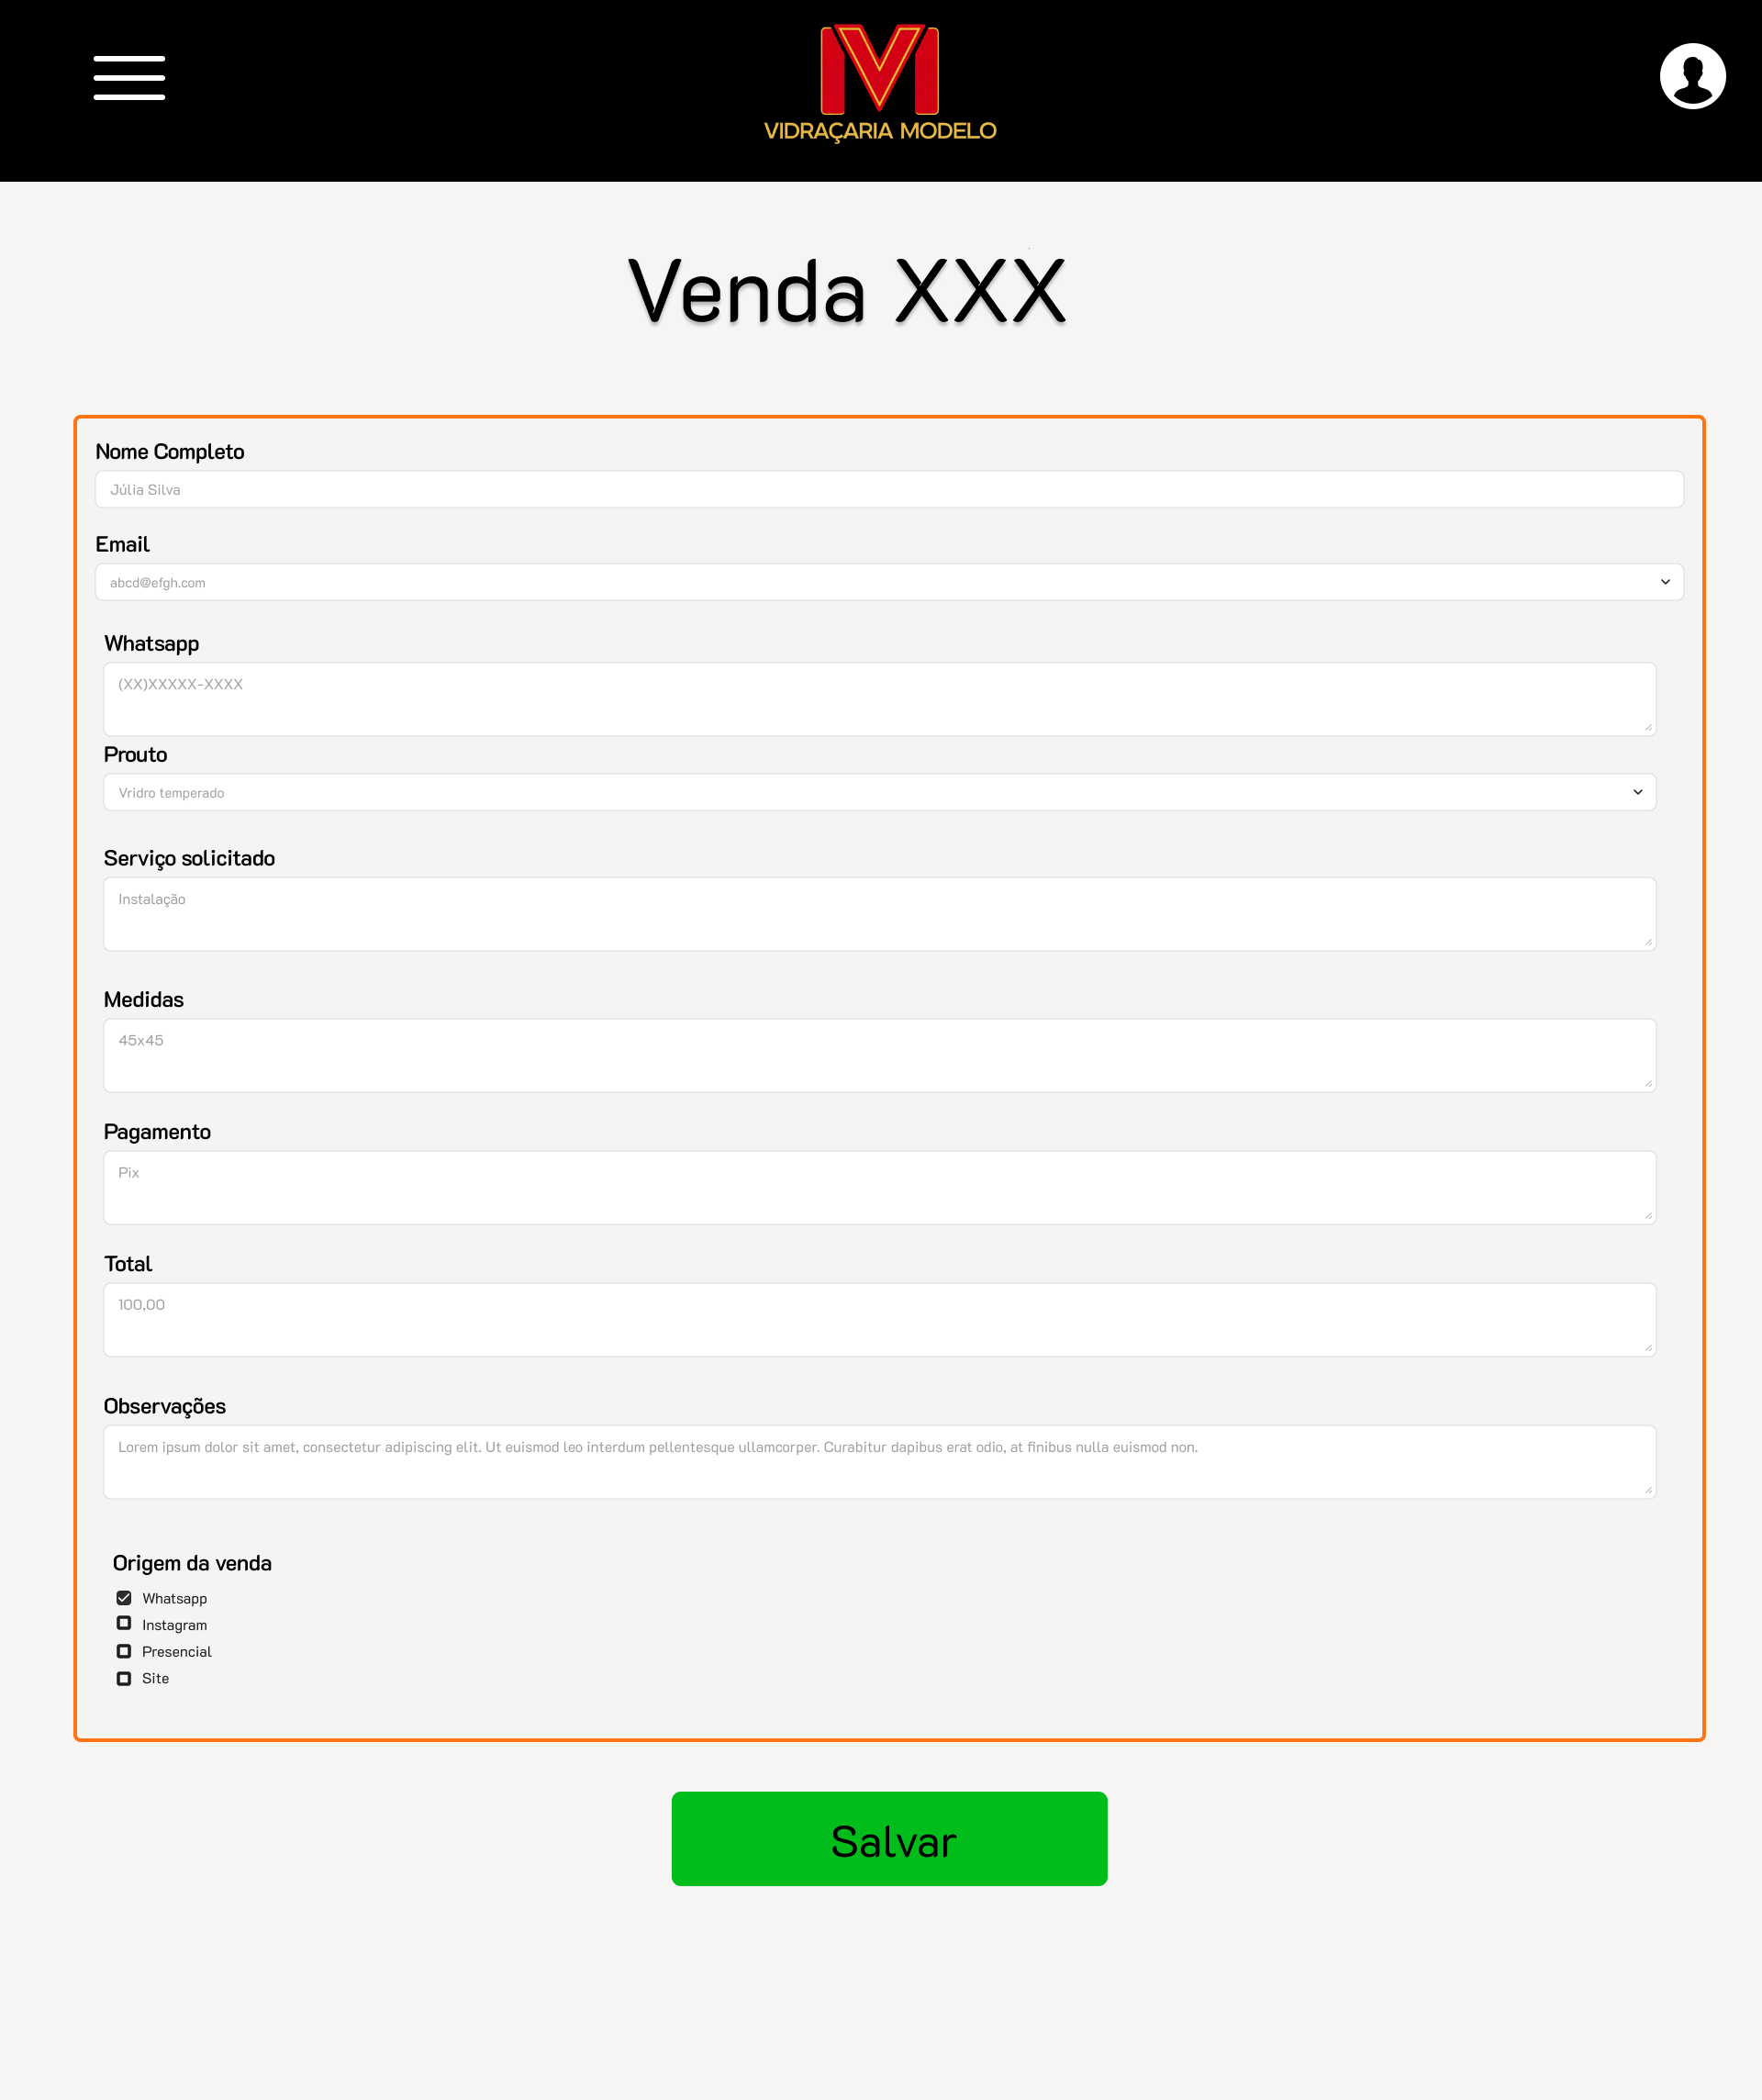 VIDRAÇARIA MODELO
Venda XXX
Nome Completo
Júlia Silva
Email
abcd@efgh.com
Whatsapp
(XX)XXXXX-XXXX
Prouto
Vridro temperado
Serviço solicitado
Instalação
Medidas
45x45
Pagamento
Pix
Total
100,00
Observações
Lorem ipsum dolor sit amet, consectetur adipiscing elit. Ut euismod leo interdum pellentesque ullamcorper. Curabitur dapibus erat odio, at finibus nulla euismod non.
Origem da venda
Whatsapp
Instagram
Presencial
Site
Salvar